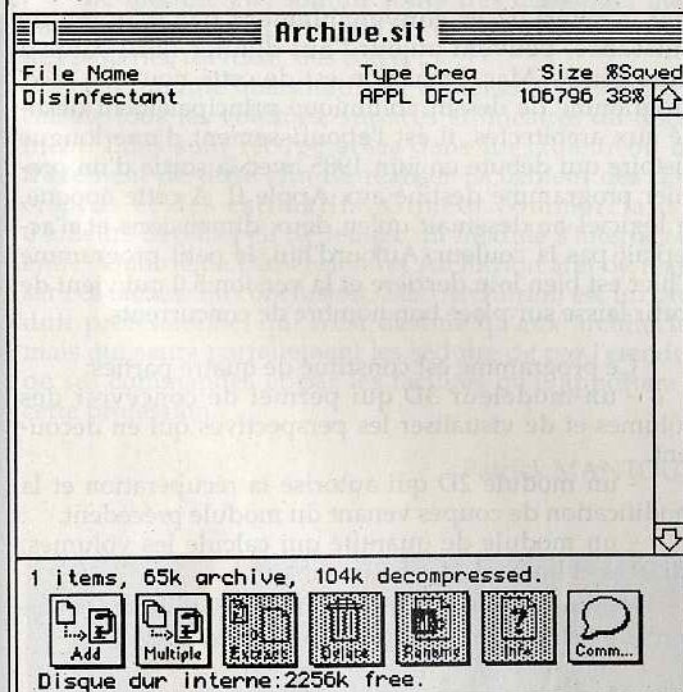 Archive.sit
File Name Type Crea Size %Saved
Disinfectant APPL DFCT 106796 38%
1 items, 65k archive, 104k decompressed.
Add Multiple Extract Delete Rename Info Comm...
Disque dur interne:2256k free.